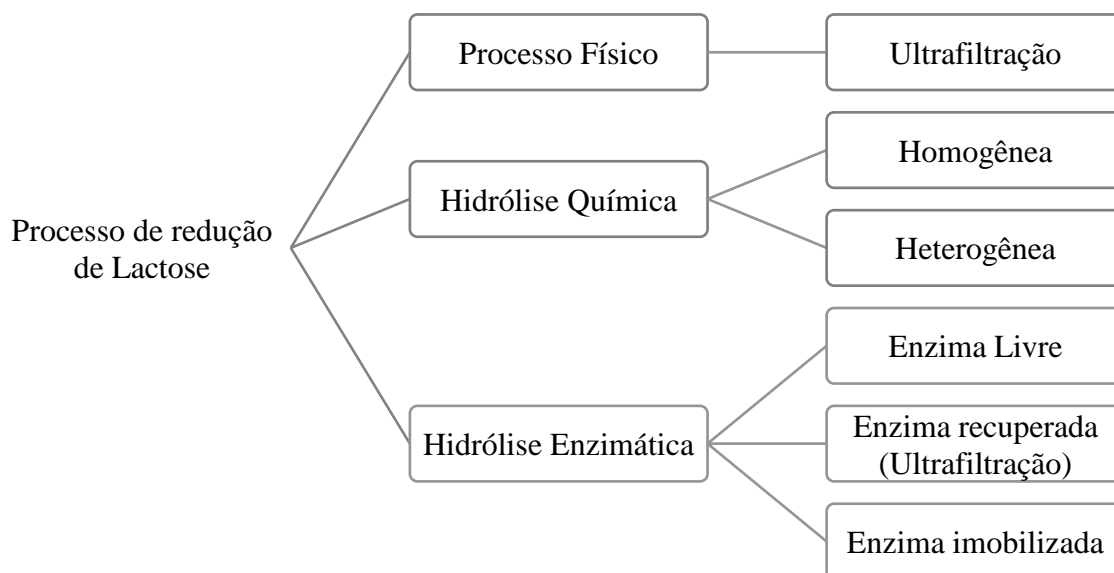 Processo de redução
de Lactose
Processo Físico
Ultrafiltração
Hidrólise Química
Homogênea
Heterogênea
Hidrólise Enzimática
Enzima Livre
Enzima recuperada
(Ultrafiltração)
Enzima imobilizada